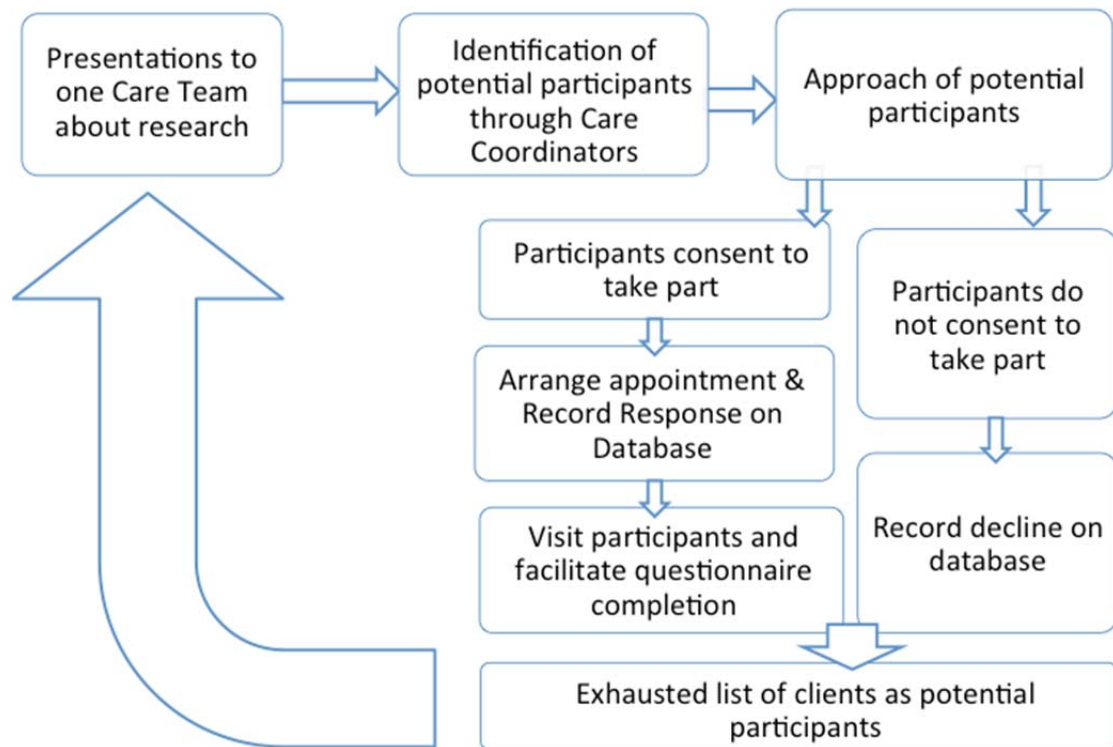 Presentations to
one Care Team
about research
Identification of
potential participants
through Care
Coordinators
Approach of potential
participants
Participants consent to
take part
Participants do
not consent to
take part
Arrange appointment &
Record Response on
Database
Record decline on
database
Visit participants and
facilitate questionnaire
completion
Exhausted list of clients as potential
participants